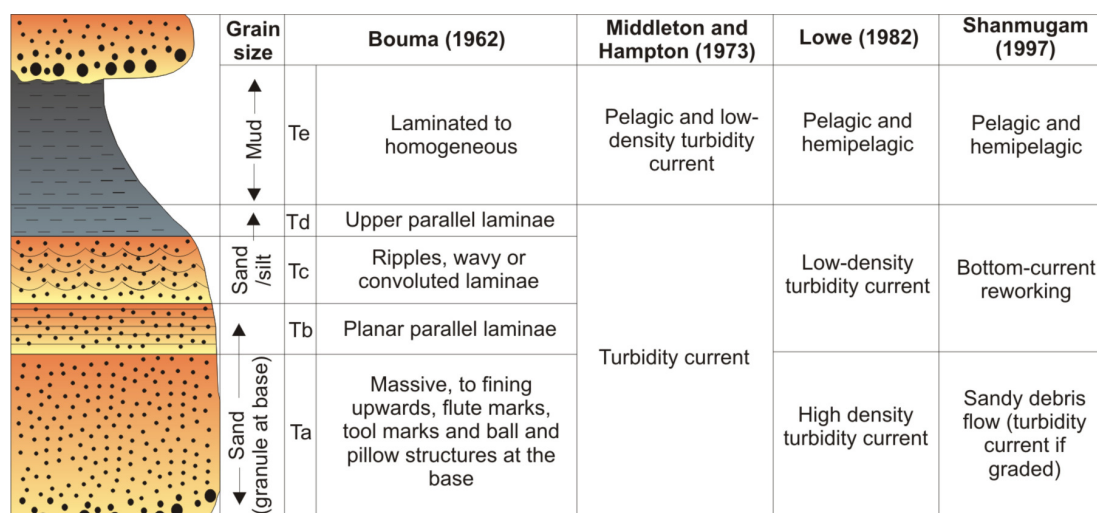 Grain
size
Bouma (1962)
Middleton and
Hampton (1973)
Lowe (1982)
Shanmugam
(1997)
Mud
Te
Laminated to
homogeneous
Pelagic and low-
density turbidity
current
Pelagic and
hemipelagic
Pelagic and
hemipelagic
Sand
/silt
Td
Upper parallel laminae
Tc
Ripples, wavy or
convoluted laminae
Tb
Planar parallel laminae
Turbidity current
Low-density
turbidity current
Bottom-current
reworking
Sand
(granule at base)
Ta
Massive, to fining
upwards, flute marks,
tool marks and ball and
pillow structures at the
base
High density
turbidity current
Sandy debris
flow (turbidity
current if
graded)